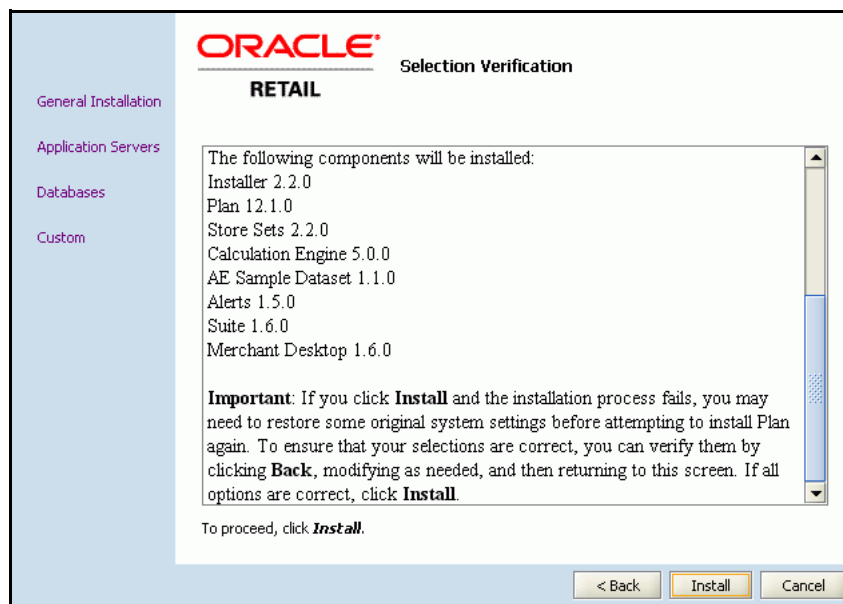 ORACLE
RETAIL
Selection Verification
General Installation
Application Servers
Databases
Custom
The following components will be installed:
Installer 2.2.0
Plan 12.1.0
Store Sets 2.2.0
Calculation Engine 5.0.0
AE Sample Dataset 1.1.0
Alerts 1.5.0
Suite 1.6.0
Merchant Desktop 1.6.0
Important: If you click Install and the installation process fails, you may
need to restore some original system settings before attempting to install Plan
again. To ensure that your selections are correct, you can verify them by
clicking Back, modifying as needed, and then returning to this screen. If all
options are correct, click Install.
To proceed, click Install.
< Back
Install
Cancel